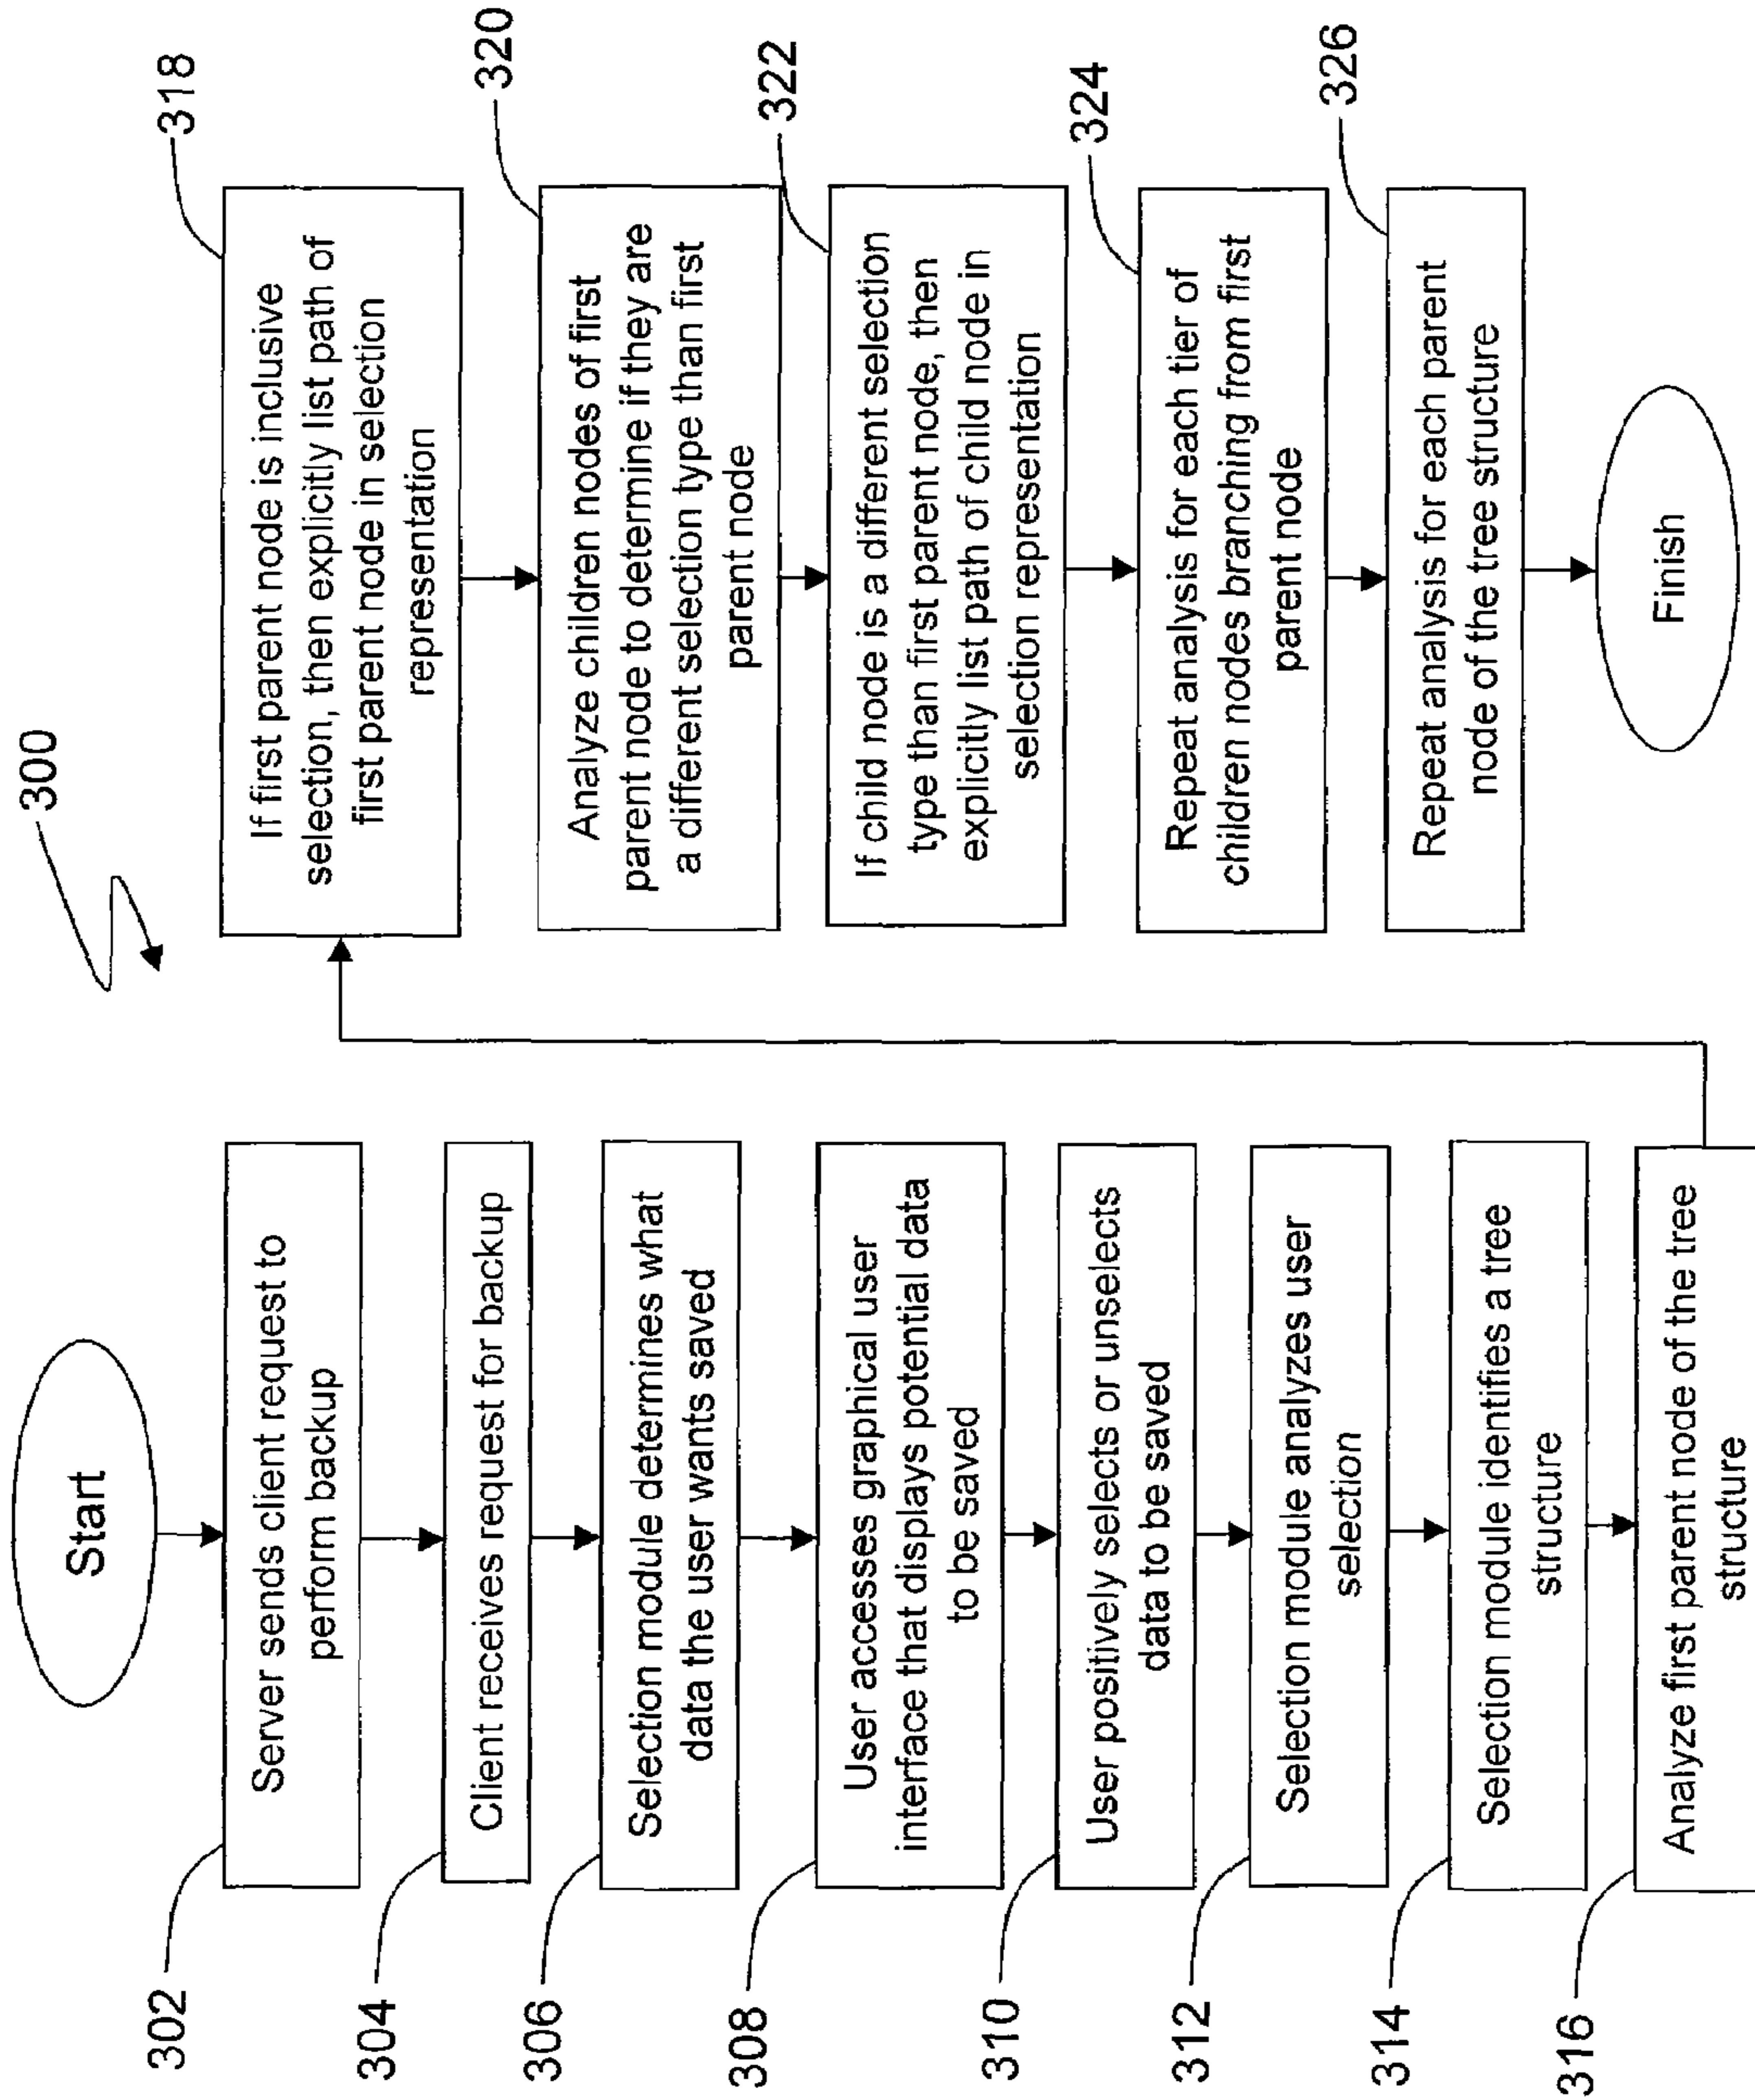 300
Start
302
Server sends client request to
perform backup
304
Client receives request for backup
306
Selection module determines what
data the user wants saved
308
User accesses graphical user
interface that displays potential data
to be saved
310
User positively selects or unselects
data to be saved
312
Selection module analyzes user
selection
314
Selection module identifies a tree
structure
316
Analyze first parent node of the tree
structure
318
If first parent node is inclusive
selection, then explicitly list path of
first parent node in selection
representation
320
Analyze children nodes of first
parent node to determine if they are
a different selection type than first
parent node
322
If child node is a different selection
type than first parent node, then
explicitly list path of child node in
selection representation
324
Repeat analysis for each tier of
children nodes branching from first
parent node
326
Repeat analysis for each parent
node of the tree structure
Finish